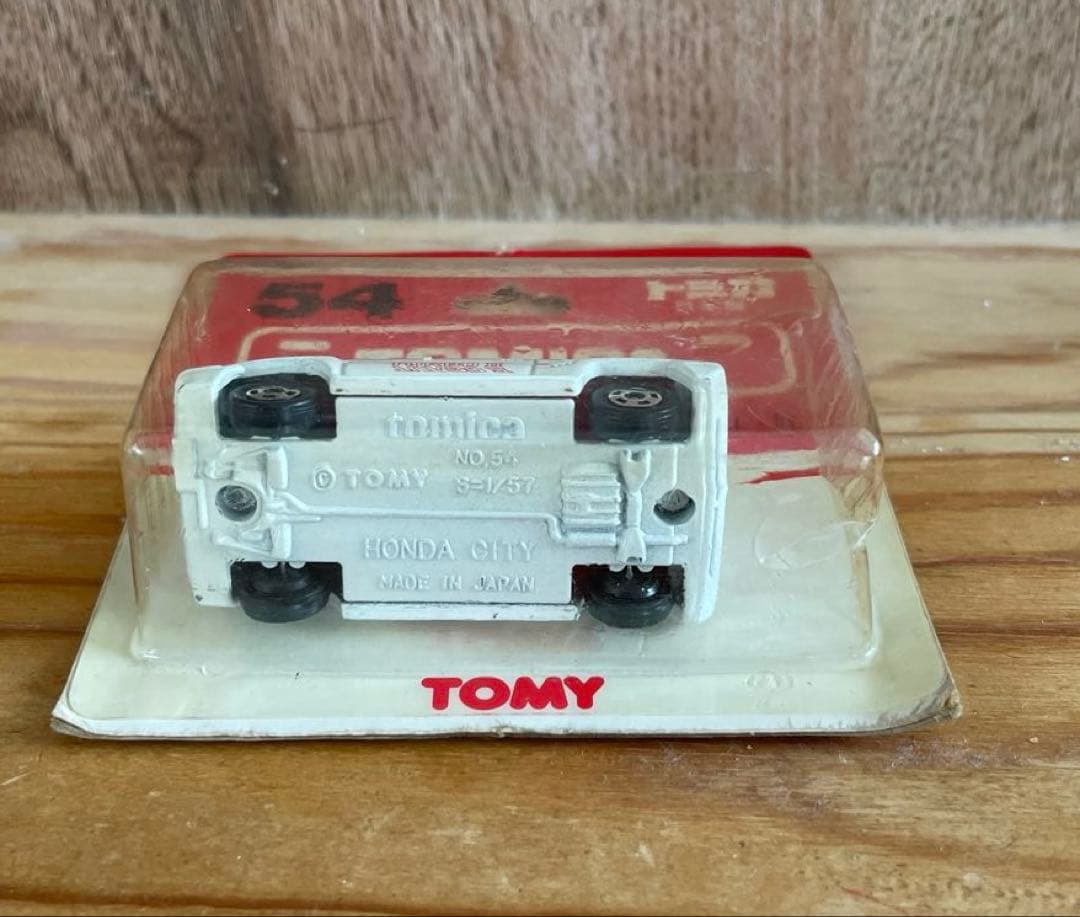 54
tomica
NO.54
© TOMY S=1/57
HONDA CITY
MADE IN JAPAN
TOMY